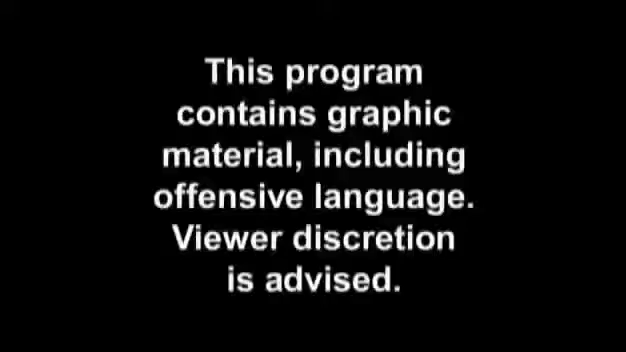 This program
contains graphic
material, including
offensive language.
Viewer discretion
is advised.